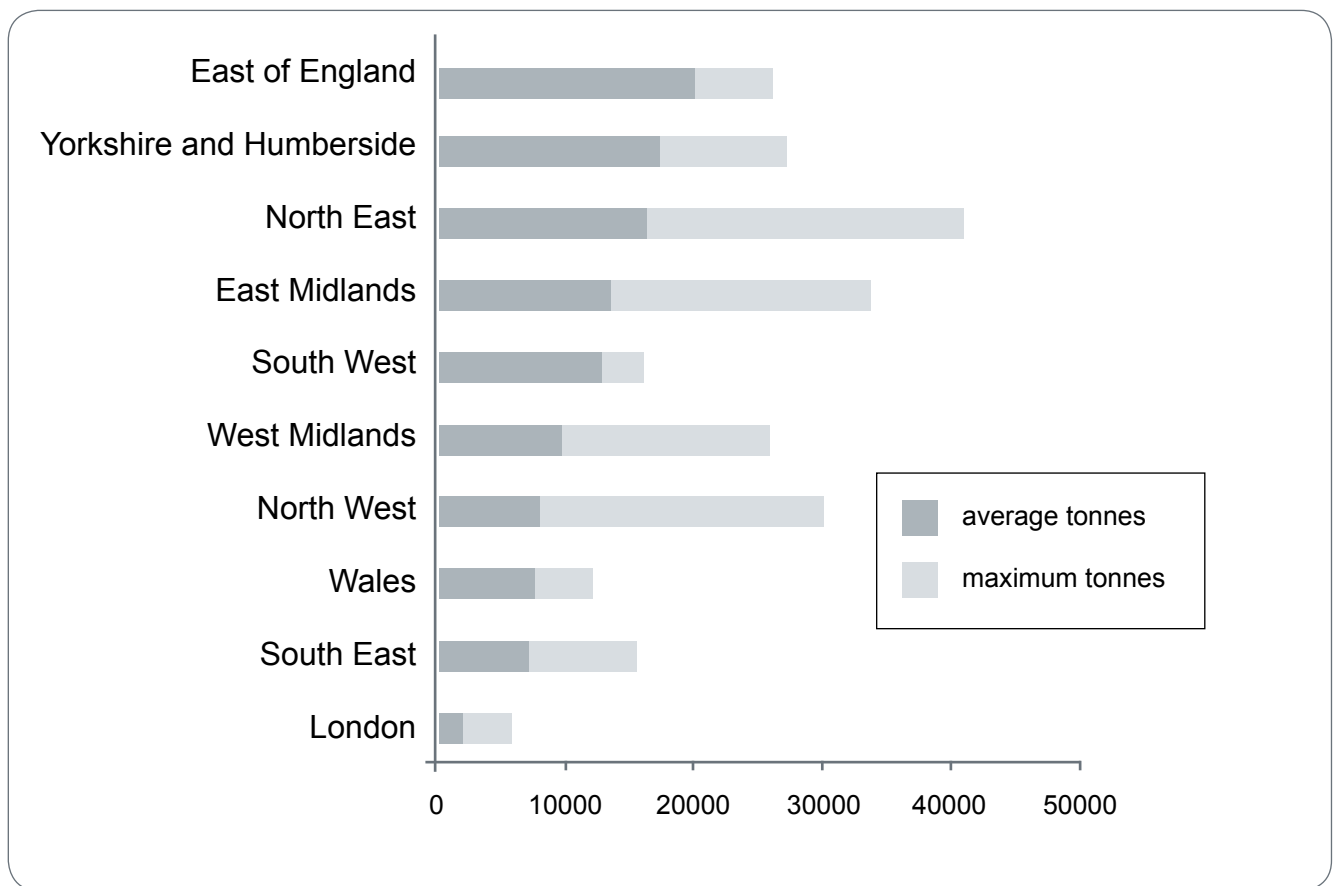 East of England
Yorkshire and Humberside
North East
East Midlands
South West
West Midlands
North West
Wales
South East
London
average tonnes
maximum tonnes
0 10000 20000 30000 40000 50000